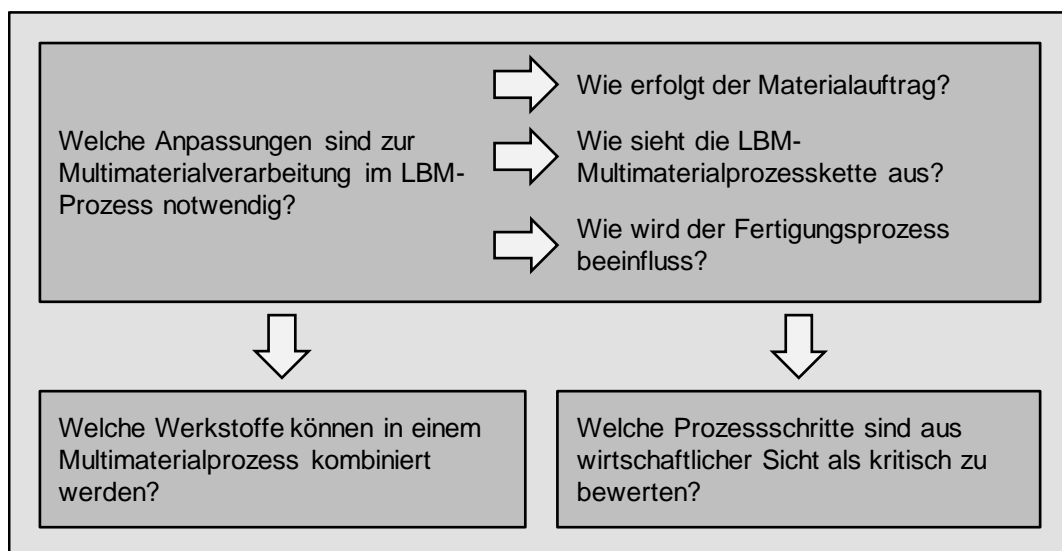 Welche Anpassungen sind zur
Multimaterialverarbeitung im LBM-
Prozess notwendig?
Wie erfolgt der Materialauftrag?
Wie sieht die LBM-
Multimaterialprozesskette aus?
Wie wird der Fertigungsprozess
beeinfluss?
Welche Werkstoffe können in einem
Multimaterialprozess kombiniert
werden?
Welche Prozessschritte sind aus
wirtschaftlicher Sicht als kritisch zu
bewerten?